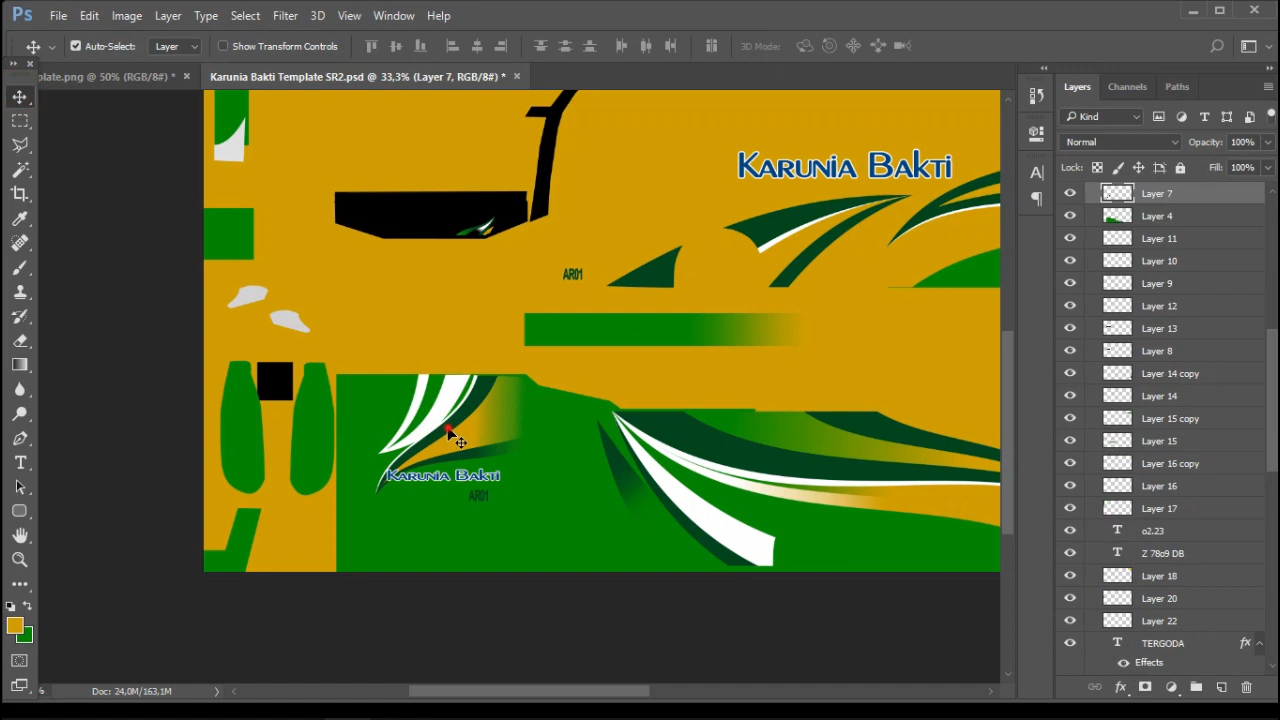 Ps File Edit Image Layer Type Select Filter 3D View Window Help
Auto-Select: Layer Show Transform Controls 3D Mode:
plate.png @ 50% (RGB/8#) * × Karunia Bakti Template SR2.psd @ 33,3% (Layer 7, RGB/8#) * ×
Layers Channels Paths
Kind
Normal Opacity: 100%
Lock: Fill: 100%
Layer 7
Layer 4
Layer 11
Layer 10
Layer 9
Layer 12
Layer 13
Layer 8
Layer 14 copy
Layer 14
Layer 15 copy
Layer 15
Layer 16 copy
Layer 16
Layer 17
T o2.23
T Z 78o9 DB
Layer 18
Layer 20
Layer 22
T TERGODA fx
Effects
KARUNIA BAKTI
AR01
KARUNIA BAKTI
AR01
% Doc: 24,0M/163,1M